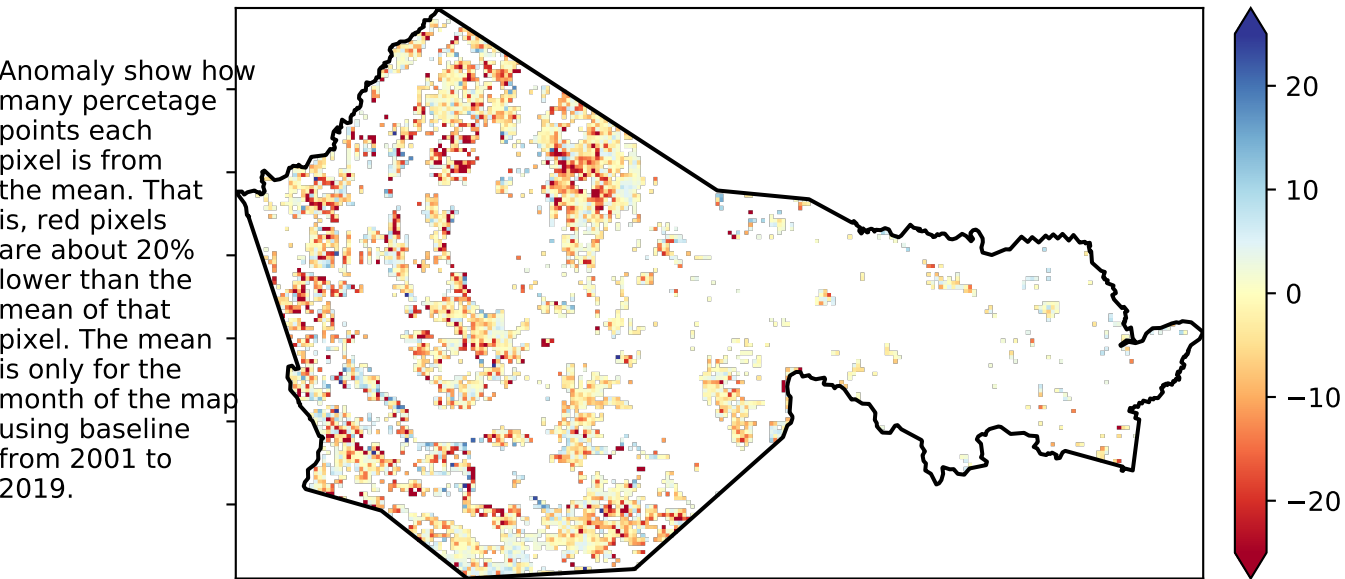 Anomaly show how
many percetage
points each
pixel is from
the mean. That
is, red pixels
are about 20%
lower than the
mean of that
pixel. The mean
is only for the
month of the map
using baseline
from 2001 to
2019.
20
10
0
−10
−20